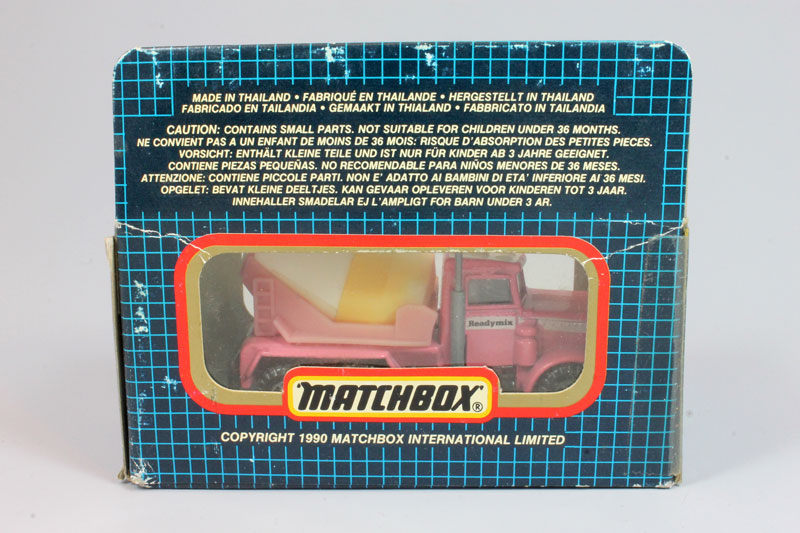 MADE IN THAILAND • FABRIQUÉ EN THAILANDE • HERGESTELLT IN THAILAND
FABRICADO EN TAILANDIA • GEMAAKT IN THAILAND • FABBRICATO IN TAILANDIA
CAUTION: CONTAINS SMALL PARTS. NOT SUITABLE FOR CHILDREN UNDER 36 MONTHS.
NE CONVIENT PAS A UN ENFANT DE MOINS DE 36 MOIS: RISQUE D'ABSORPTION DES PETITES PIECES.
VORSICHT: ENTHÄLT KLEINE TEILE UND IST NUR FÜR KINDER AB 3 JAHRE GEEIGNET.
CONTIENE PIEZAS PEQUEÑAS. NO RECOMENDABLE PARA NIÑOS MENORES DE 36 MESES.
ATTENZIONE: CONTIENE PICCOLE PARTI. NON E' ADATTO AI BAMBINI DI ETA' INFERIORE AI 36 MESI.
OPGELET: BEVAT KLEINE DEELTJES. KAN GEVAAR OPLEVEREN VOOR KINDEREN TOT 3 JAAR.
INNEHALLER SMADELAR EJ L'AMPLIGT FOR BARN UNDER 3 AR.
Readymix
MATCHBOX®
COPYRIGHT 1990 MATCHBOX INTERNATIONAL LIMITED